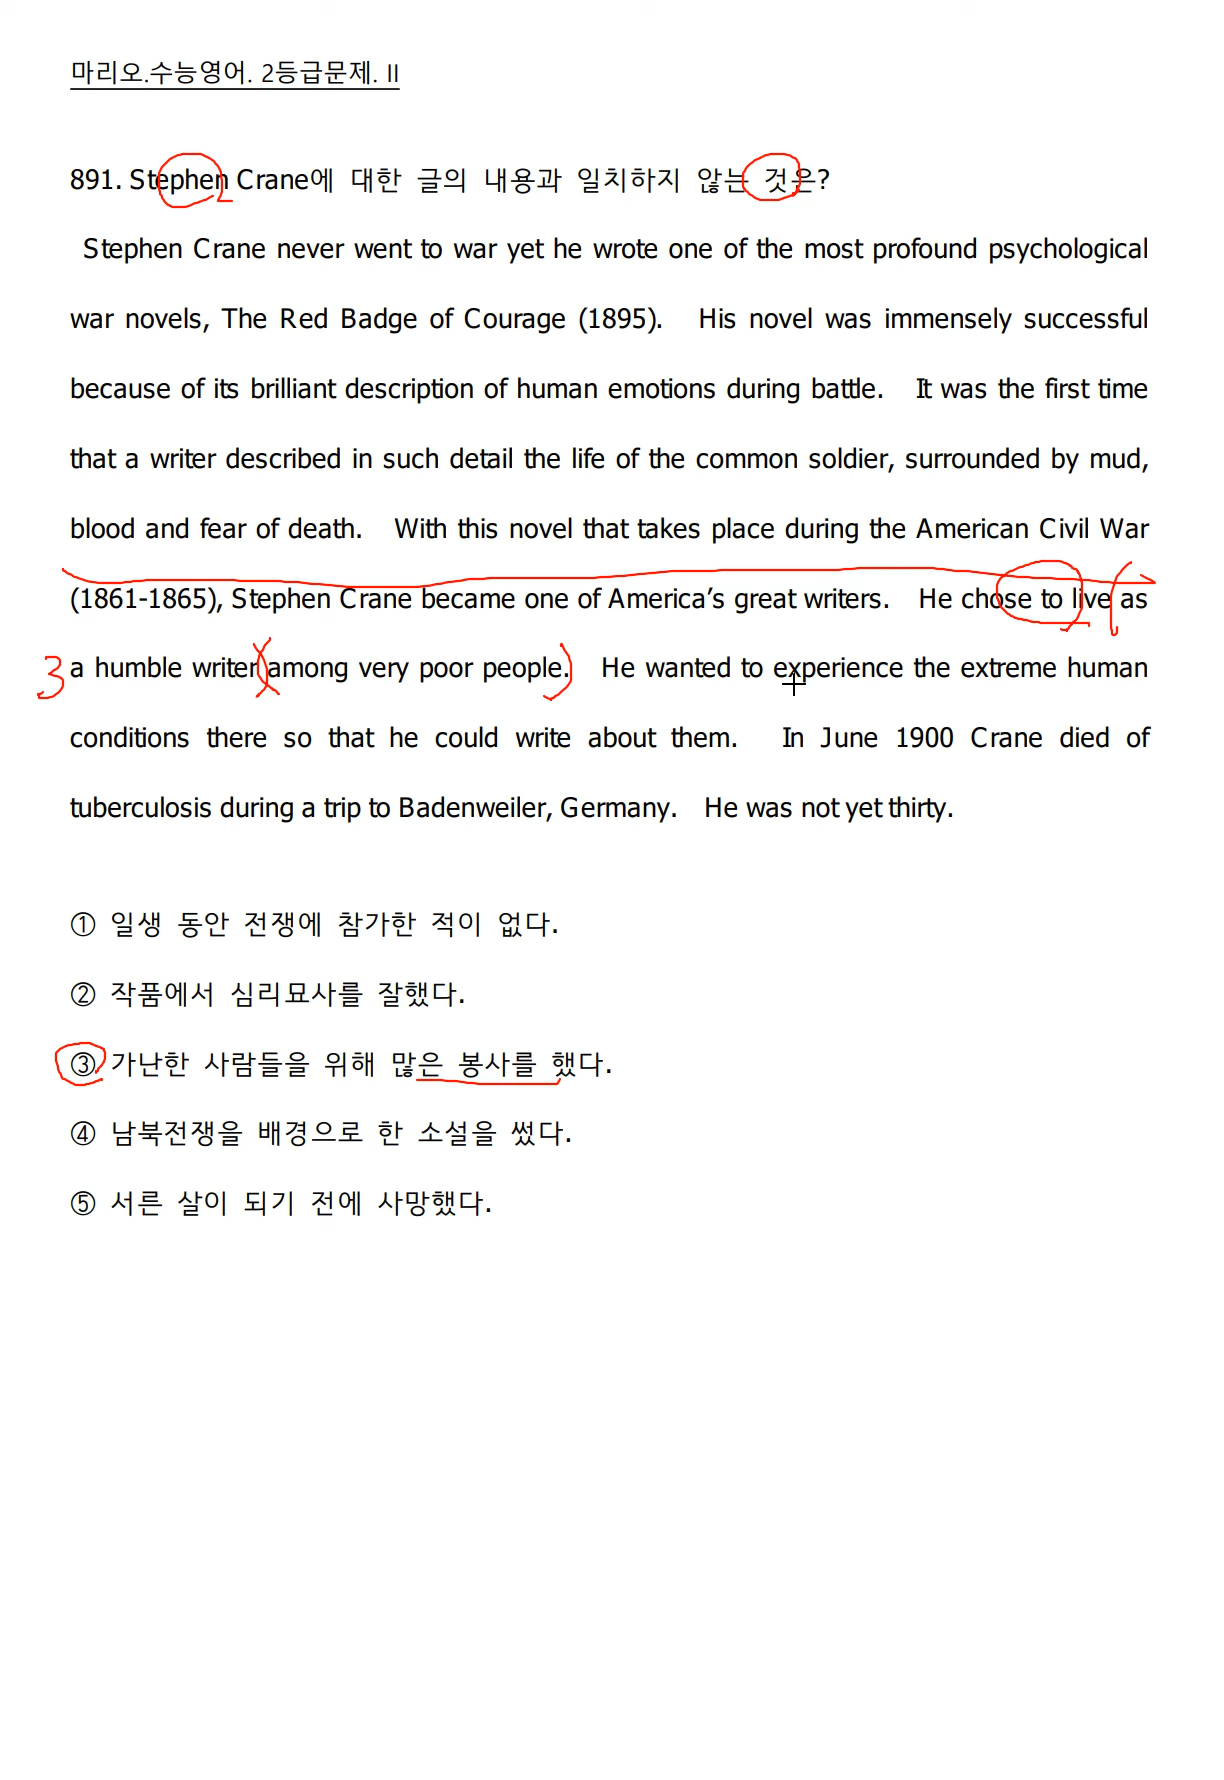 마리오.수능영어. 2등급문제. II
891. Stephen Crane에 대한 글의 내용과 일치하지 않는 것은?
Stephen Crane never went to war yet he wrote one of the most profound psychological
war novels, The Red Badge of Courage (1895). His novel was immensely successful
because of its brilliant description of human emotions during battle. It was the first time
that a writer described in such detail the life of the common soldier, surrounded by mud,
blood and fear of death. With this novel that takes place during the American Civil War
(1861-1865), Stephen Crane became one of America's great writers. He chose to live as
3 a humble writer among very poor people. He wanted to experience the extreme human
conditions there so that he could write about them. In June 1900 Crane died of
tuberculosis during a trip to Badenweiler, Germany. He was not yet thirty.
① 일생 동안 전쟁에 참가한 적이 없다.
② 작품에서 심리묘사를 잘했다.
③ 가난한 사람들을 위해 많은 봉사를 했다.
④ 남북전쟁을 배경으로 한 소설을 썼다.
⑤ 서른 살이 되기 전에 사망했다.